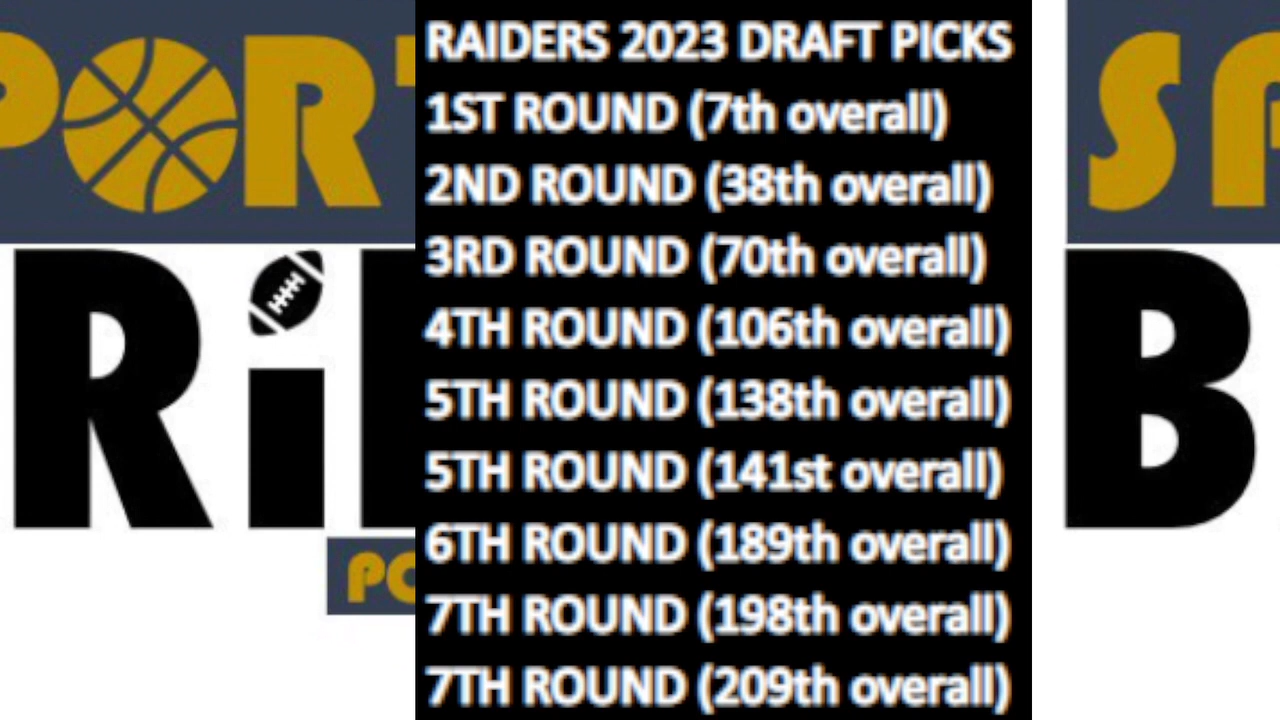 PORT
RAIDERS 2023 DRAFT PICKS
1ST ROUND (7th overall)
2ND ROUND (38th overall)
3RD ROUND (70th overall)
4TH ROUND (106th overall)
5TH ROUND (138th overall)
5TH ROUND (141st overall)
6TH ROUND (189th overall)
7TH ROUND (198th overall)
7TH ROUND (209th overall)
Ri
B